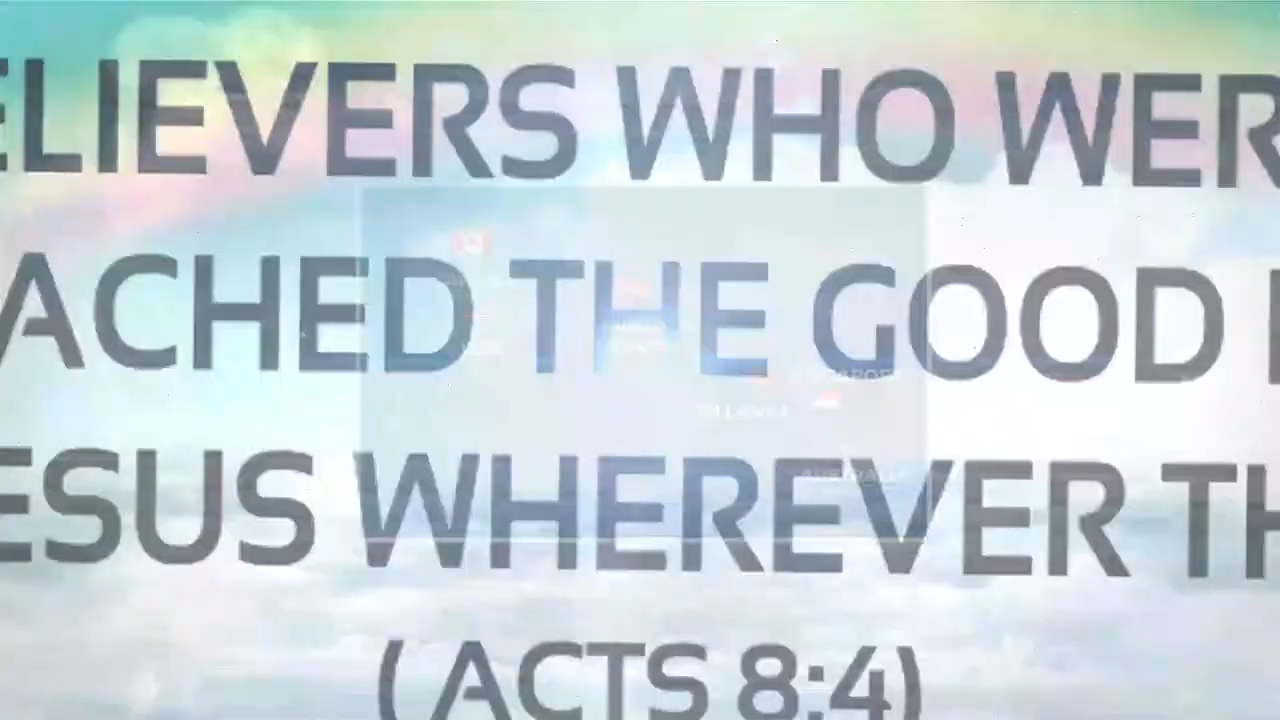 ELIEVERS WHO WER
ACHED THE GOOD
ESUS WHEREVER TH
(ACTS 8:4)